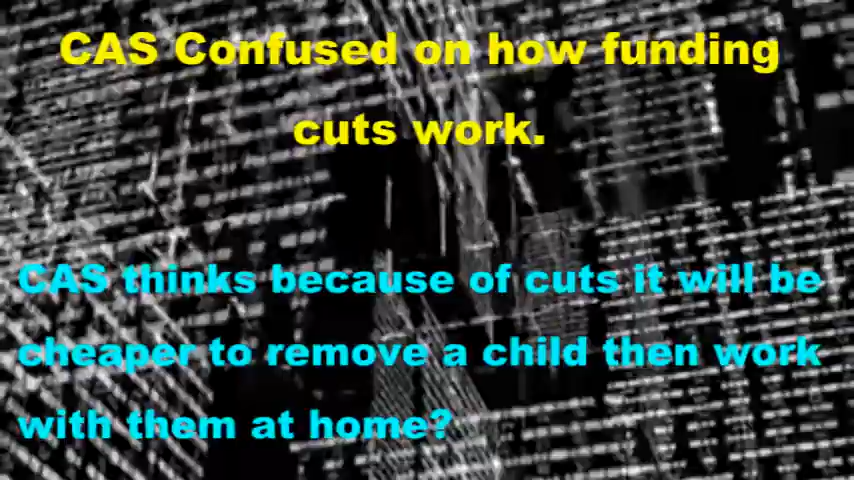 CAS Confused on how funding
cuts work.
CAS thinks because of cuts it will be
cheaper to remove a child then work
with them at home?